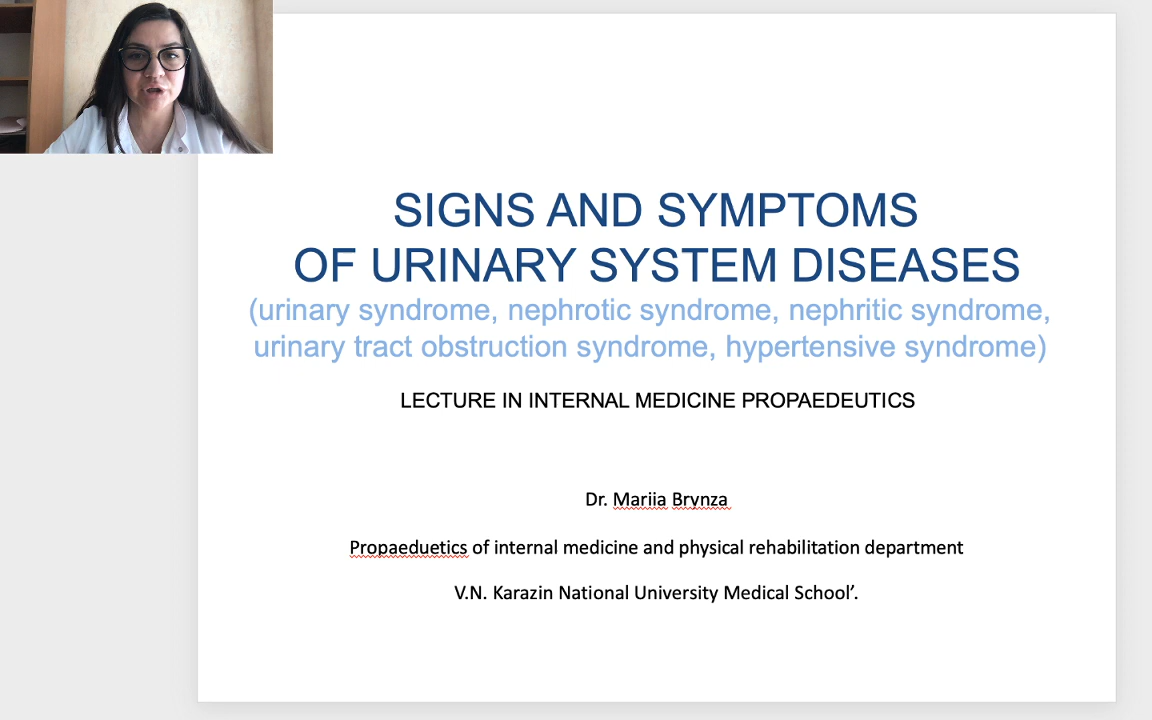 SIGNS AND SYMPTOMS
OF URINARY SYSTEM DISEASES
(urinary syndrome, nephrotic syndrome, nephritic syndrome,
urinary tract obstruction syndrome, hypertensive syndrome)
LECTURE IN INTERNAL MEDICINE PROPAEDEUTICS
Dr. Mariia Brynza
Propaeduetics of internal medicine and physical rehabilitation department
V.N. Karazin National University Medical School’.